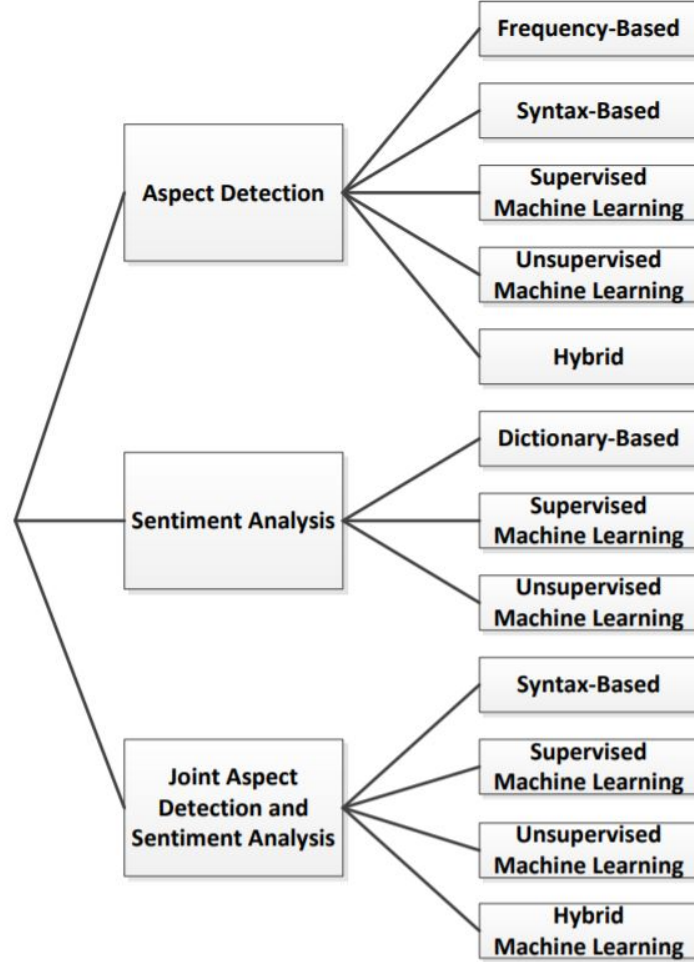 Aspect Detection
Frequency-Based
Syntax-Based
Supervised
Machine Learning
Unsupervised
Machine Learning
Hybrid
Sentiment Analysis
Dictionary-Based
Supervised
Machine Learning
Unsupervised
Machine Learning
Joint Aspect
Detection and
Sentiment Analysis
Syntax-Based
Supervised
Machine Learning
Unsupervised
Machine Learning
Hybrid
Machine Learning